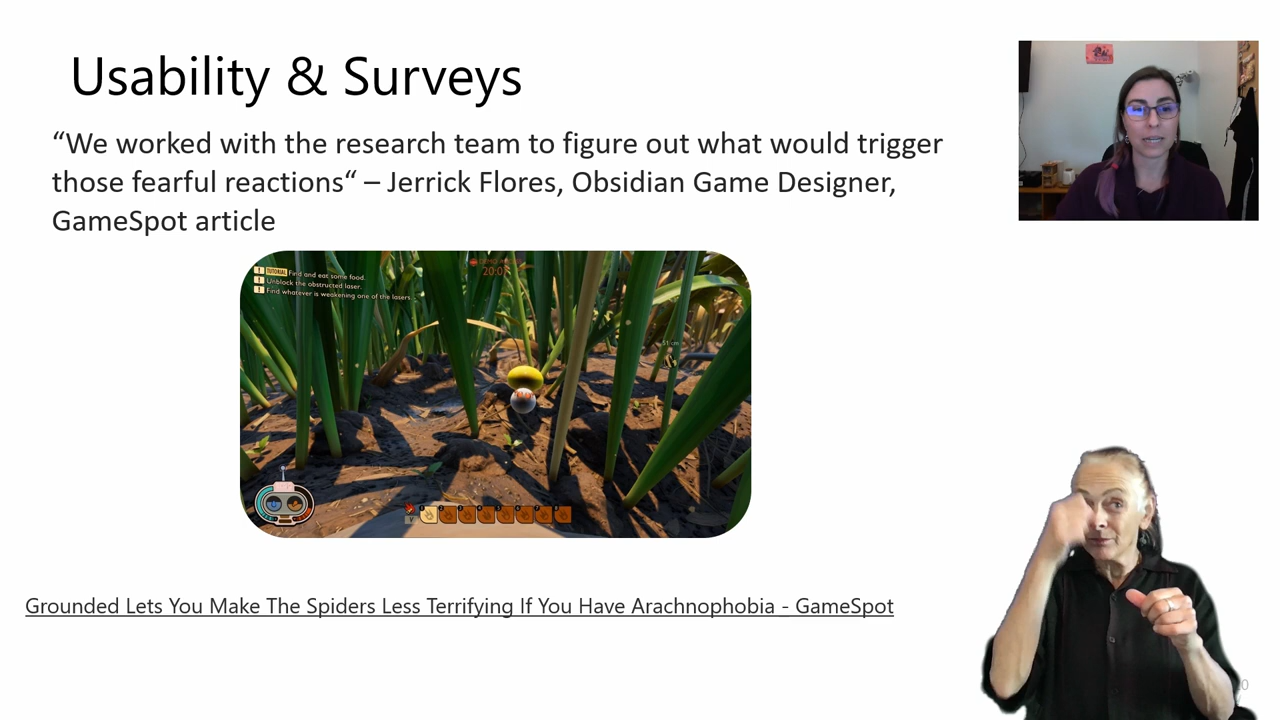 Usability & Surveys
“We worked with the research team to figure out what would trigger
those fearful reactions“ – Jerrick Flores, Obsidian Game Designer,
GameSpot article
TUTORIAL Find and eat some food.
Unblock the obstructed laser.
Find whatever is weakening one of the lasers.
51 cm
Grounded Lets You Make The Spiders Less Terrifying If You Have Arachnophobia - GameSpot